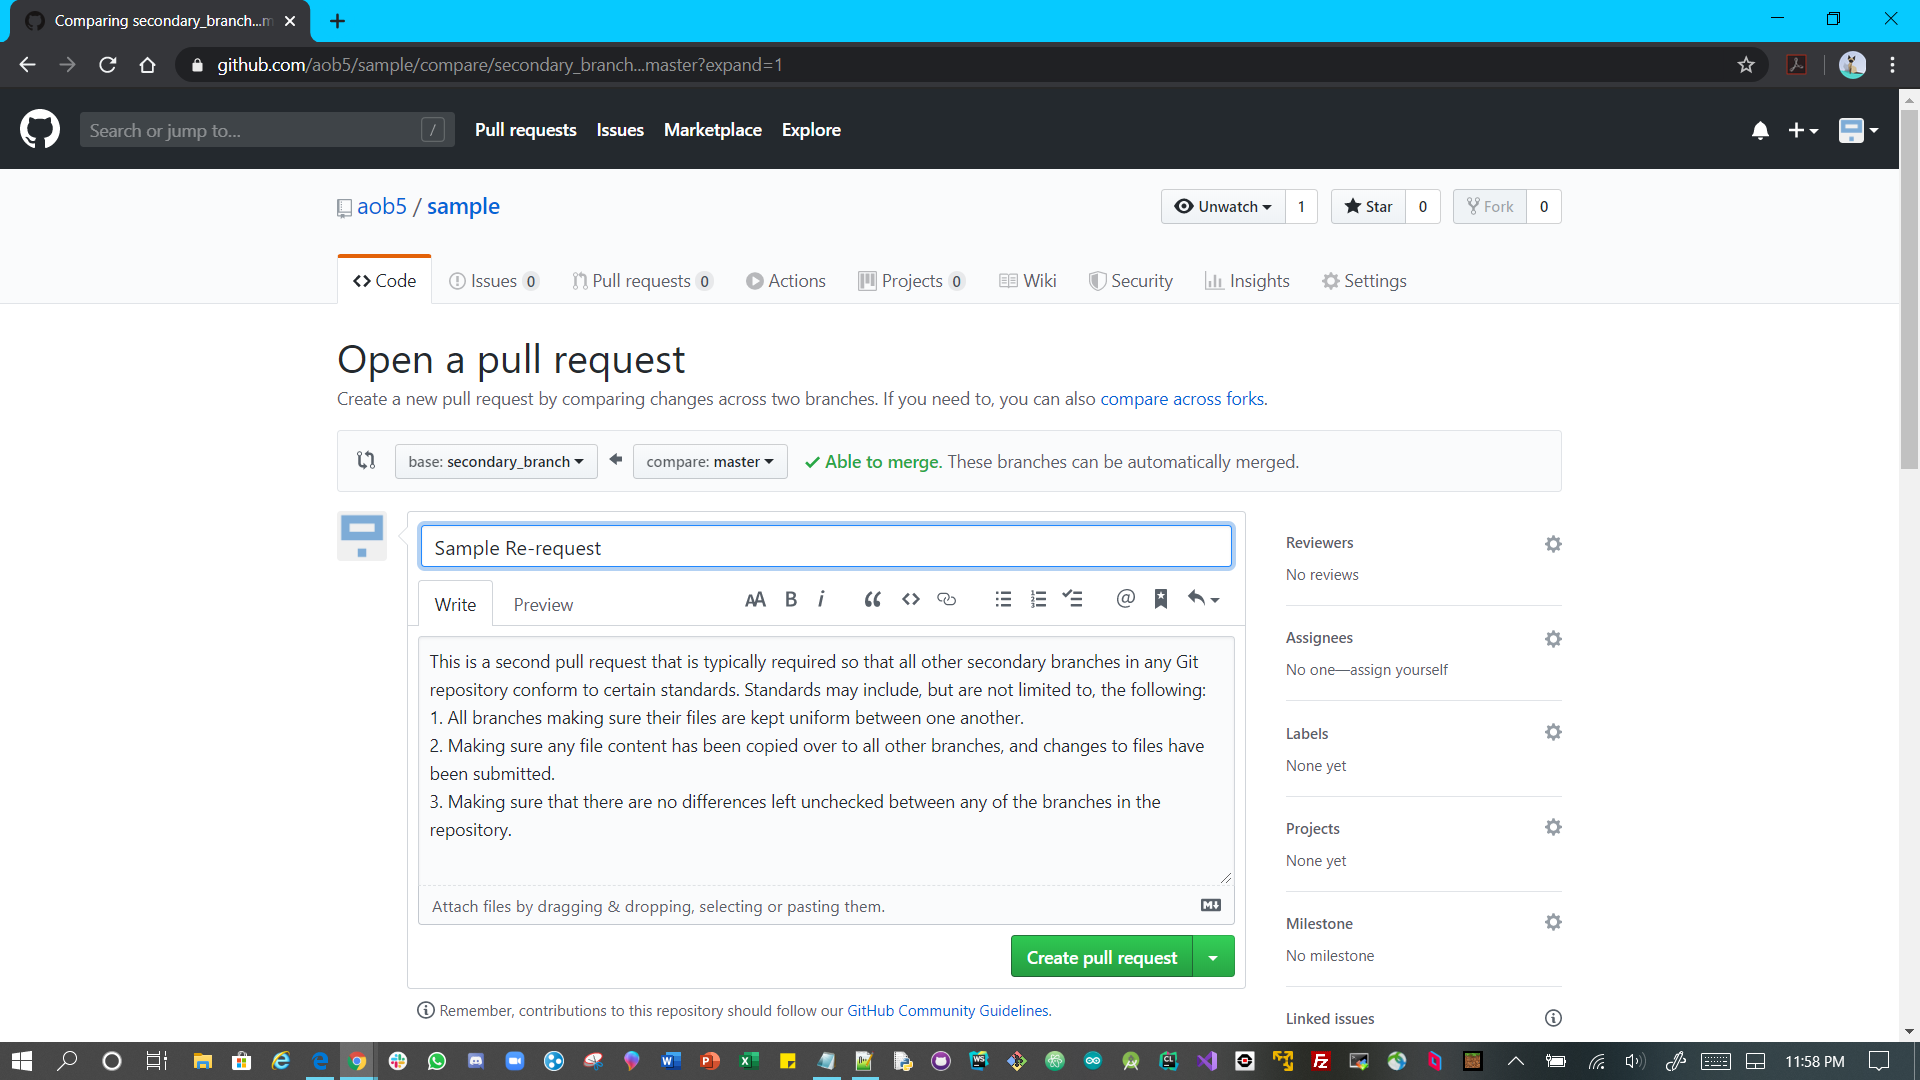 Comparing secondary_branch...m
github.com/aob5/sample/compare/secondary_branch...master?expand=1
Search or jump to... /
Pull requests Issues Marketplace Explore
aob5 / sample
Unwatch 1 Star 0 Fork 0
Code Issues 0 Pull requests 0 Actions Projects 0 Wiki Security Insights Settings
Open a pull request
Create a new pull request by comparing changes across two branches. If you need to, you can also compare across forks.
base: secondary_branch compare: master Able to merge. These branches can be automatically merged.
Sample Re-request
Write Preview AA B i
This is a second pull request that is typically required so that all other secondary branches in any Git
repository conform to certain standards. Standards may include, but are not limited to, the following:
1. All branches making sure their files are kept uniform between one another.
2. Making sure any file content has been copied over to all other branches, and changes to files have
been submitted.
3. Making sure that there are no differences left unchecked between any of the branches in the
repository.
Attach files by dragging & dropping, selecting or pasting them.
Create pull request
Remember, contributions to this repository should follow our GitHub Community Guidelines.
Reviewers
No reviews
Assignees
No one—assign yourself
Labels
None yet
Projects
None yet
Milestone
No milestone
Linked issues
11:58 PM